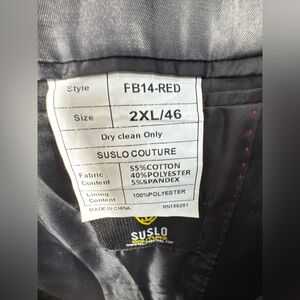 Style FB14-RED
Size 2XL/46
Dry clean Only
SUSLO COUTURE
Fabric Content 55%COTTON
40%POLYESTER
5%SPANDEX
Lining Content 100%POLYESTER
MADE IN CHINA RN158281
SUSLO
COUTURE